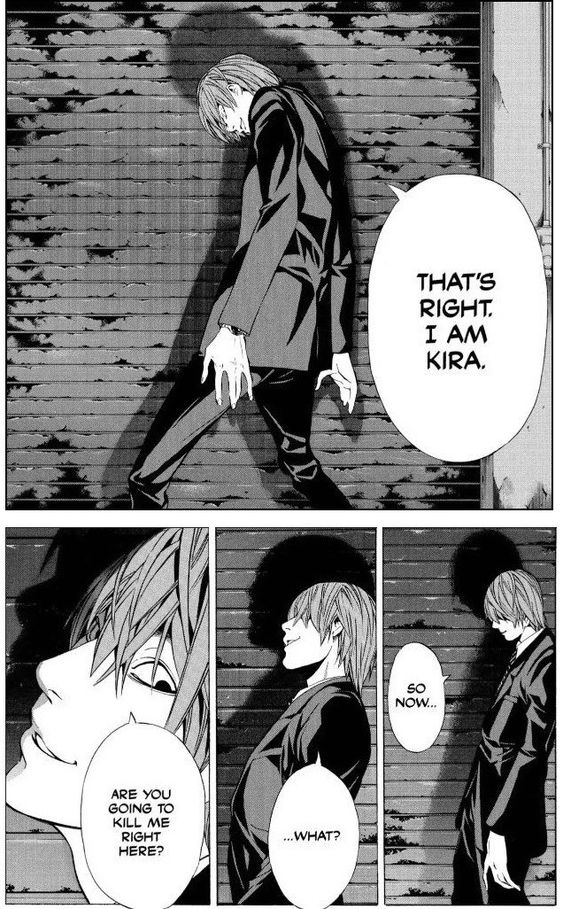 THAT'S
RIGHT.
I AM
KIRA.
SO
NOW...
...WHAT?
ARE YOU
GOING TO
KILL ME
RIGHT
HERE?